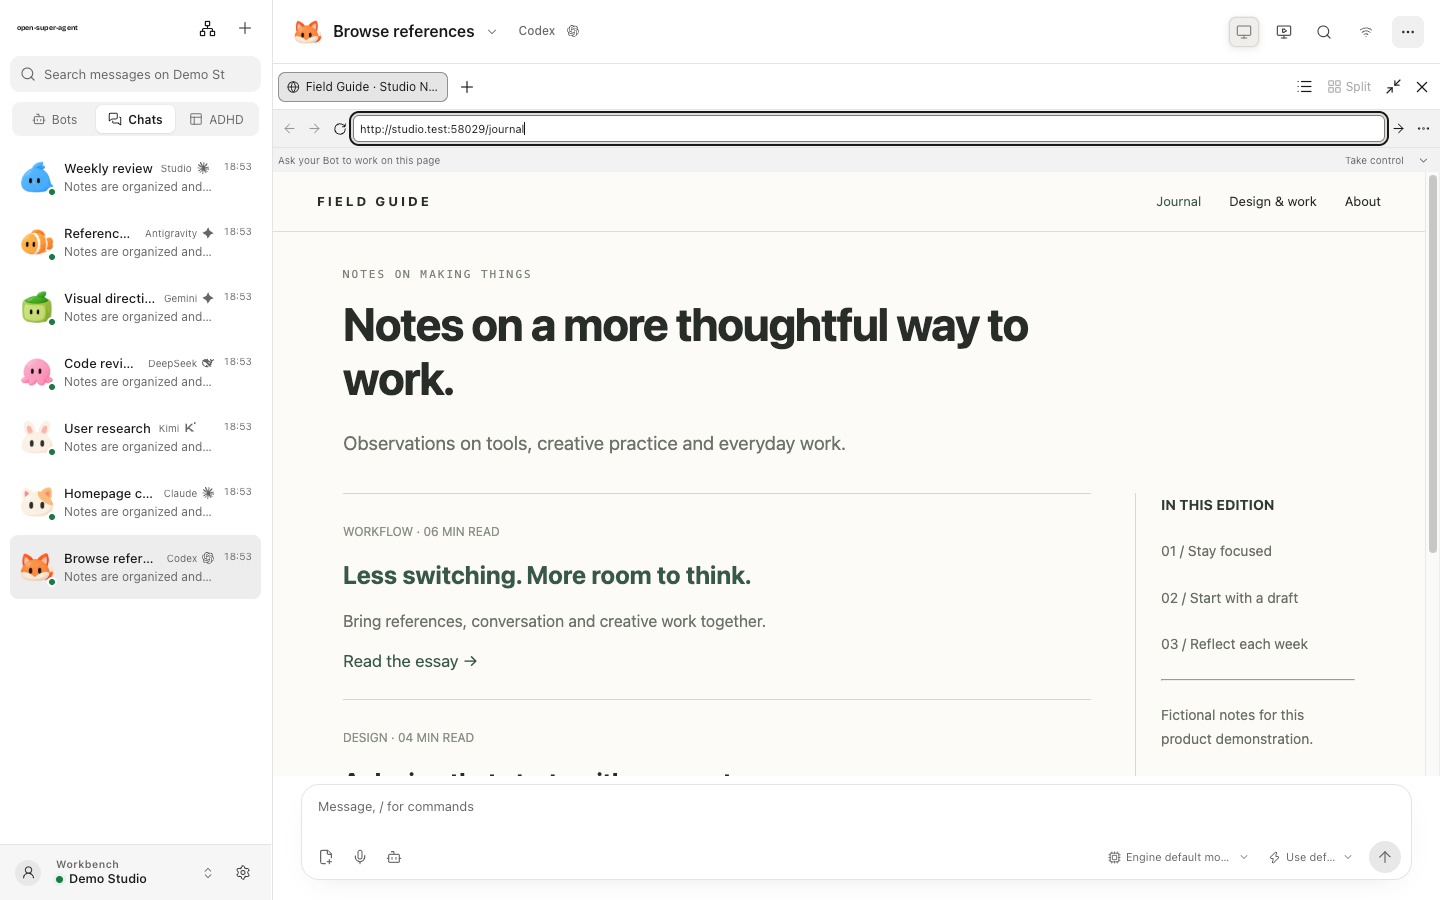 open-super-agent
Search messages on Demo St
Bots
Chats
ADHD
Weekly review Studio 18:53
Notes are organized and...
Referenc... Antigravity 18:53
Notes are organized and...
Visual directi... Gemini 18:53
Notes are organized and...
Code revi... DeepSeek 18:53
Notes are organized and...
User research Kimi 18:53
Notes are organized and...
Homepage c... Claude 18:53
Notes are organized and...
Browse refer... Codex 18:53
Notes are organized and...
Workbench
Demo Studio
Browse references Codex
Field Guide · Studio N...
Split
http://studio.test:58029/journal
Ask your Bot to work on this page
Take control
FIELD GUIDE
Journal
Design & work
About
NOTES ON MAKING THINGS
Notes on a more thoughtful way to
work.
Observations on tools, creative practice and everyday work.
WORKFLOW · 06 MIN READ
Less switching. More room to think.
Bring references, conversation and creative work together.
Read the essay →
DESIGN · 04 MIN READ
IN THIS EDITION
01 / Stay focused
02 / Start with a draft
03 / Reflect each week
Fictional notes for this
product demonstration.
Message, / for commands
Engine default mo...
Use def...